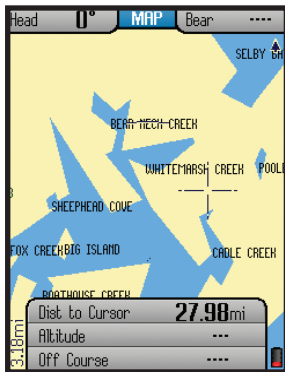 Head 0° MAP Bear ----
SELBY BA
BEAR NECK CREEK
WHITEMARSH CREEK POOLE
SHEEPHEAD COVE
FOX CREEK BIG ISLAND
CADLE CREEK
BOATHOUSE CREEK
Dist to Cursor 27.98mi
Altitude ---
Off Course ----
3.18mi